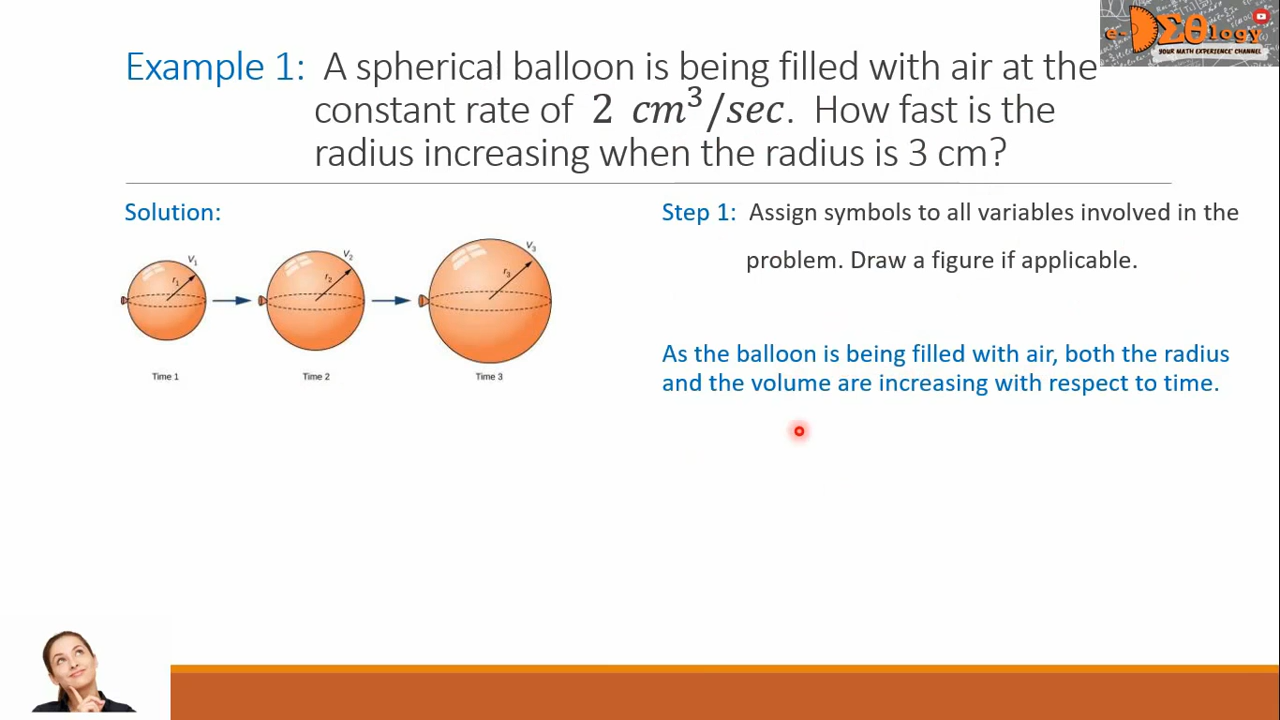 e-DΣθlogy
YOUR MATH EXPERIENCE CHANNEL
Example 1: A spherical balloon is being filled with air at the
constant rate of 2 cm³/sec. How fast is the
radius increasing when the radius is 3 cm?
Solution:
V₁
r₁
V₂
r₂
V₃
r₃
Time 1
Time 2
Time 3
Step 1: Assign symbols to all variables involved in the
problem. Draw a figure if applicable.
As the balloon is being filled with air, both the radius
and the volume are increasing with respect to time.